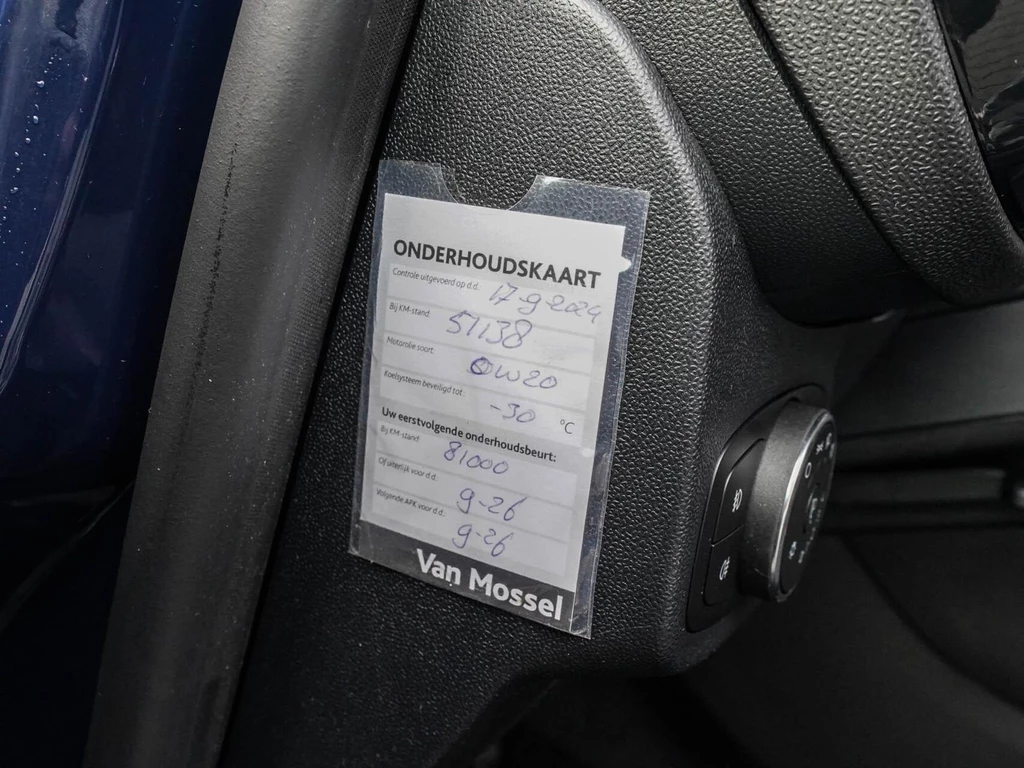 ONDERHOUDSKAART
Controle uitgevoerd op d.d. 17-9-2024
Bij KM-stand: 51138
Motorolie soort: 0W20
Koelsysteem beveiligd tot -30 °C
Uw eerstvolgende onderhoudsbeurt:
Bij KM-stand: 81000
Of uiterlijk voor d.d.: 9-26
Volgende APK voor d.d.: 9-26
Van Mossel